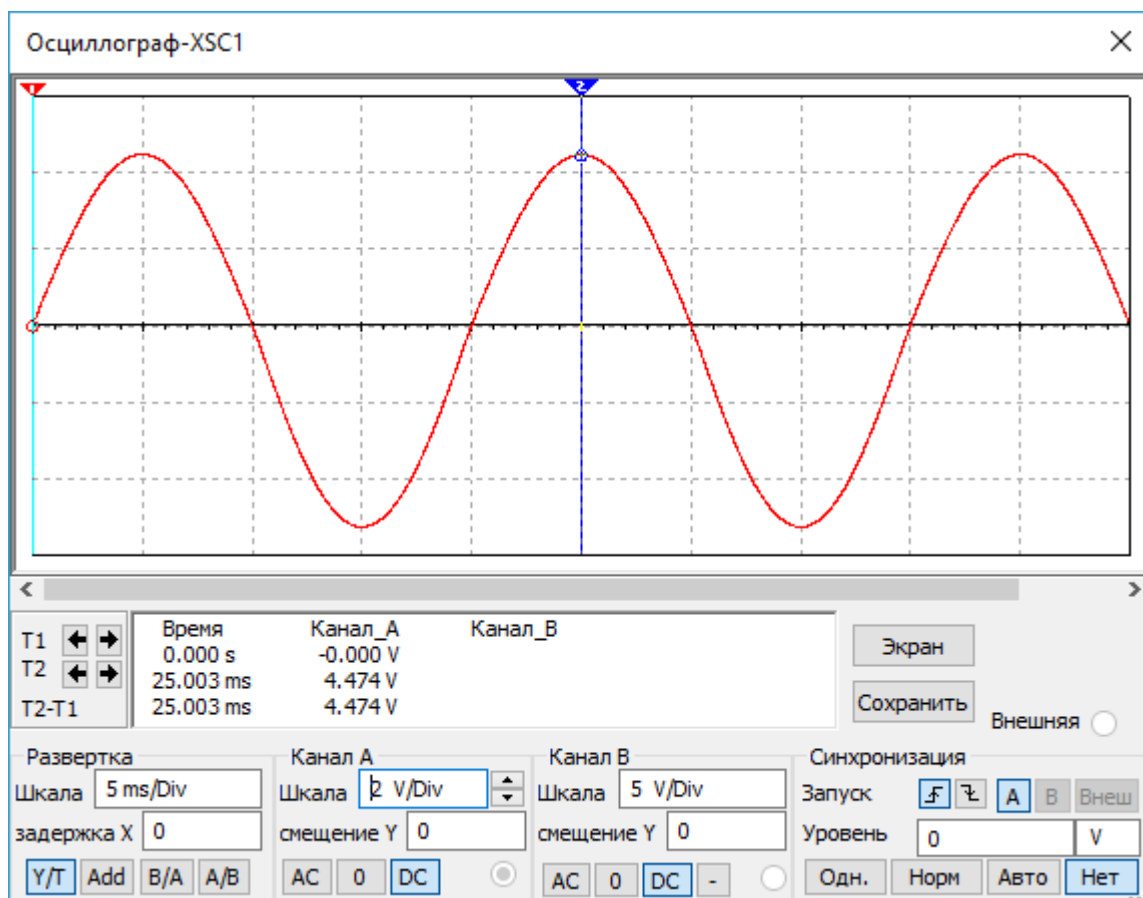 Осциллограф-XSC1
1 2
Время Канал_A Канал_B
T1 0.000 s -0.000 V
T2 25.003 ms 4.474 V
T2-T1 25.003 ms 4.474 V
Экран
Сохранить
Внешняя
Развертка
Шкала 5 ms/Div
задержка X 0
Y/T Add B/A A/B
Канал A
Шкала 2 V/Div
смещение Y 0
AC 0 DC
Канал B
Шкала 5 V/Div
смещение Y 0
AC 0 DC -
Синхронизация
Запуск A B Внеш
Уровень 0 V
Одн. Норм Авто Нет